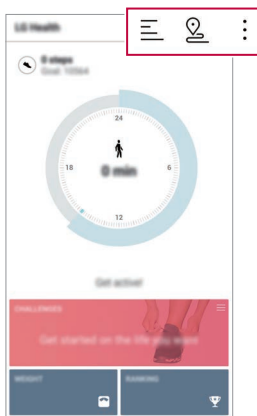 LG Health
0 steps
Goal: 10564
24
18
6
0 min
12
Get active!
CHALLENGES
Get started on the life you want
WEIGHT
RANKING